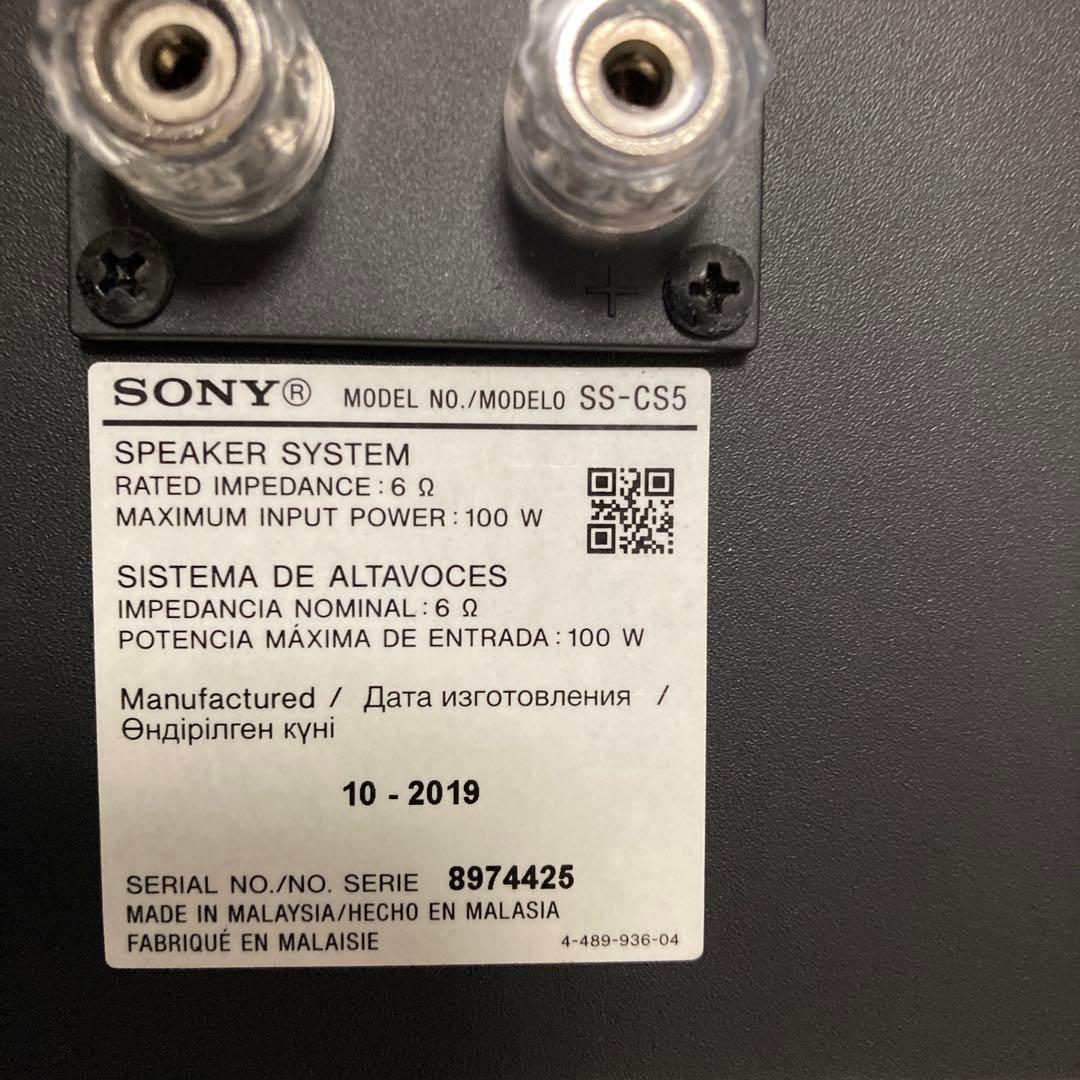 - +
SONY® MODEL NO./MODELO SS-CS5
SPEAKER SYSTEM
RATED IMPEDANCE : 6 Ω
MAXIMUM INPUT POWER : 100 W
SISTEMA DE ALTAVOCES
IMPEDANCIA NOMINAL : 6 Ω
POTENCIA MÁXIMA DE ENTRADA : 100 W
Manufactured / Дата изготовления /
Өндірілген күні
10 - 2019
SERIAL NO./NO. SERIE 8974425
MADE IN MALAYSIA/HECHO EN MALASIA
FABRIQUÉ EN MALAISIE 4-489-936-04